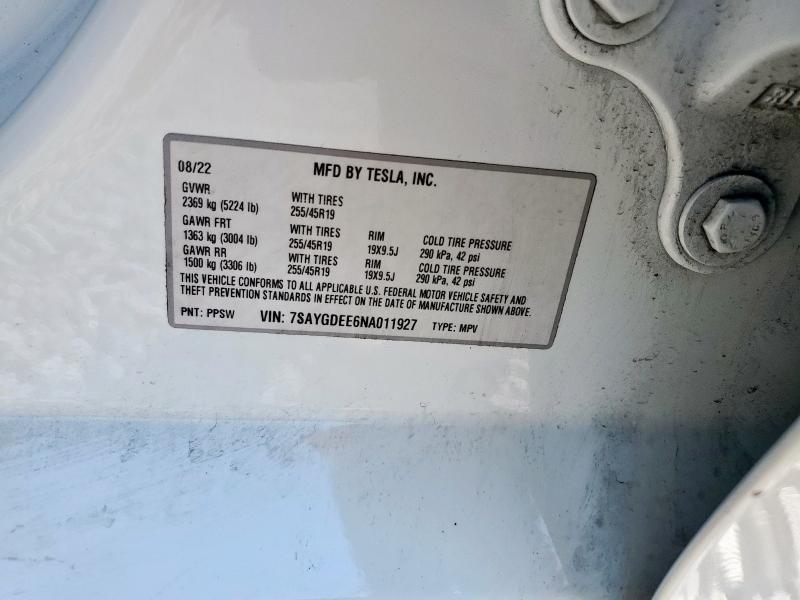 08/22 MFD BY TESLA, INC.
GVWR
2369 kg (5224 lb) WITH TIRES 255/45R19
GAWR FRT
1363 kg (3004 lb) WITH TIRES 255/45R19 RIM 19X9.5J COLD TIRE PRESSURE 290 kPa, 42 psi
GAWR RR
1500 kg (3306 lb) WITH TIRES 255/45R19 RIM 19X9.5J COLD TIRE PRESSURE 290 kPa, 42 psi
THIS VEHICLE CONFORMS TO ALL APPLICABLE U.S. FEDERAL MOTOR VEHICLE SAFETY AND
THEFT PREVENTION STANDARDS IN EFFECT ON THE DATE OF MANUFACTURE SHOWN ABOVE.
PNT: PPSW VIN: 7SAYGDEE6NA011927 TYPE: MPV